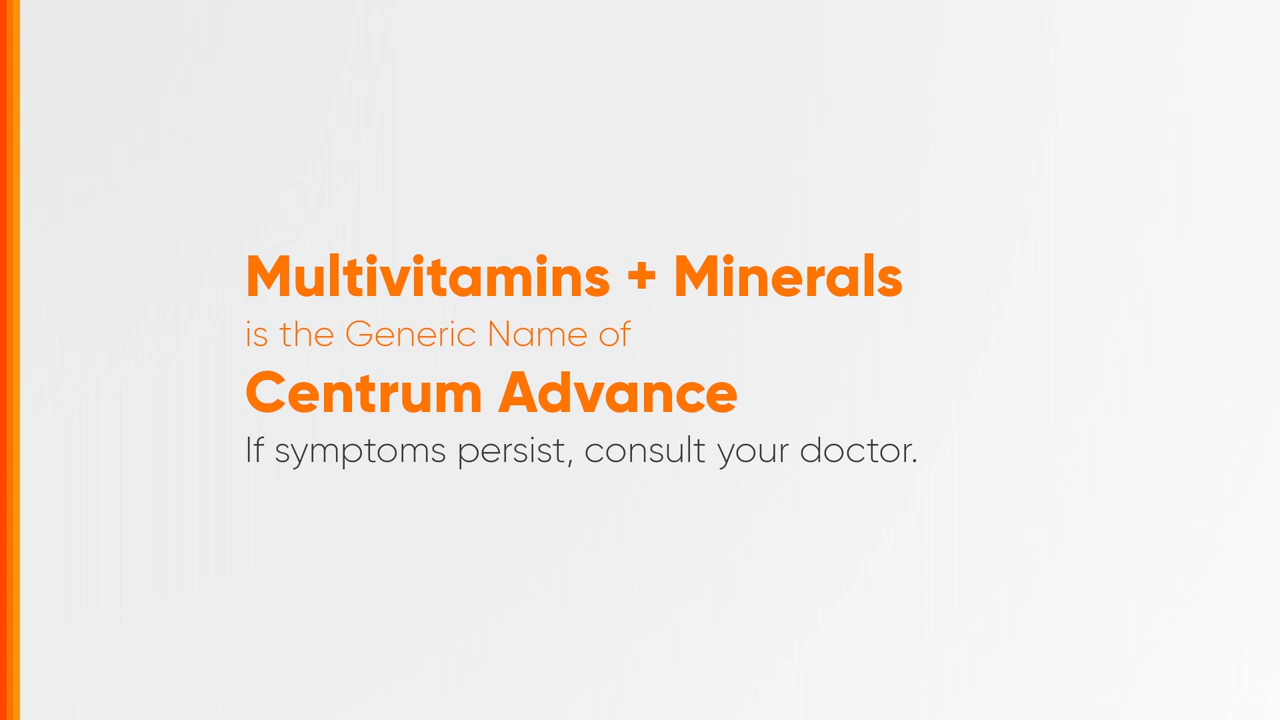 Multivitamins + Minerals
is the Generic Name of
Centrum Advance
If symptoms persist, consult your doctor.